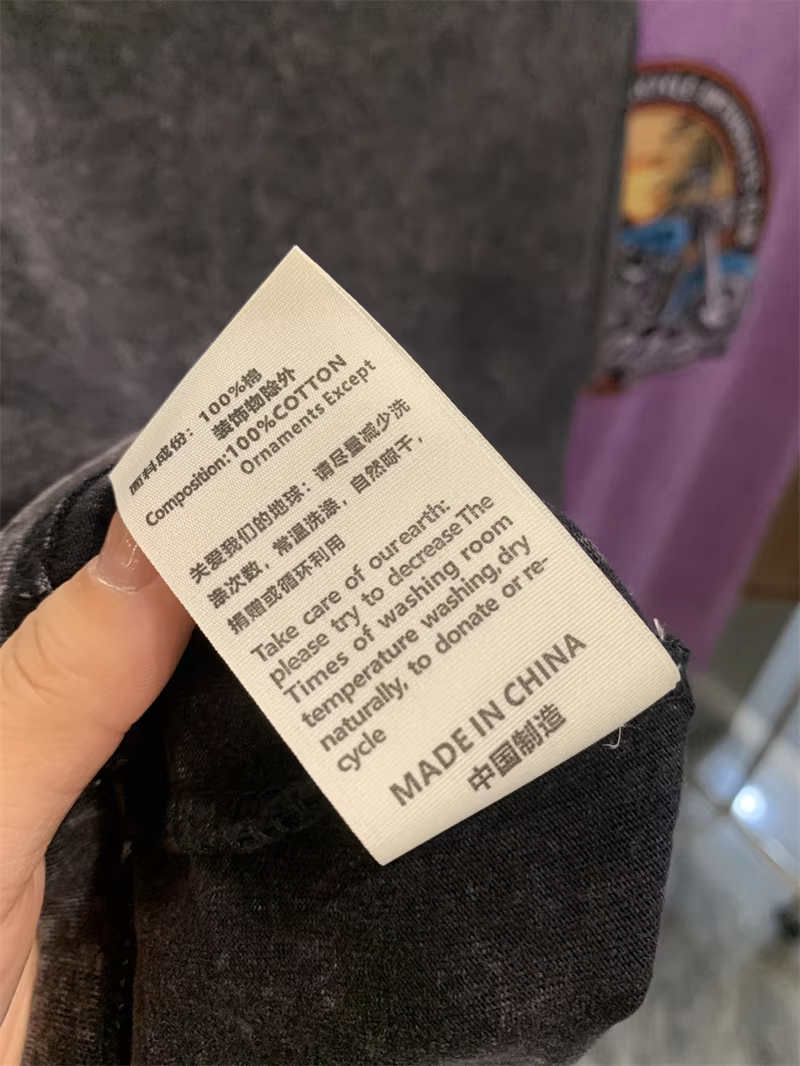 面料成份：100%棉
装饰物除外
Composition:100%COTTON
Ornaments Except
关爱我们的地球：请尽量减少洗
涤次数，常温洗涤，自然晾干，
捐赠或循环利用
Take care of our earth:
please try to decrease The
Times of washing room
temperature washing,dry
naturally, to donate or re-
cycle
MADE IN CHINA
中国制造